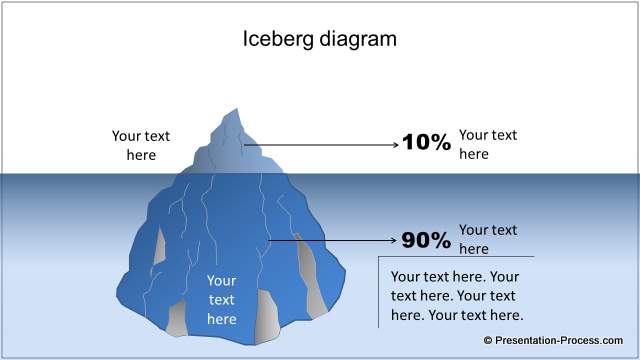 Iceberg diagram
Your text
here
10%
Your text
here
90%
Your text
here
Your
text
here
Your text here. Your
text here. Your text
here. Your text here.
© Presentation-Process.com